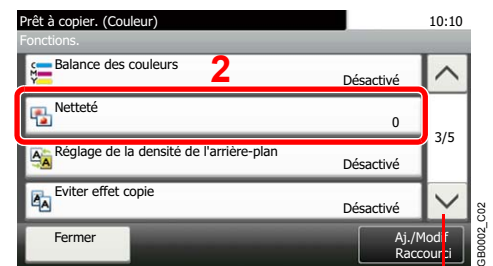 Prêt à copier. (Couleur)
10:10
Fonctions.
C
M
Y
Balance des couleurs
2
Désactivé
Netteté
0
3/5
A
A
Réglage de la densité de l'arrière-plan
Désactivé
A
A
Eviter effet copie
Désactivé
Fermer
Aj./Modif
Raccourci
GB0002_C02